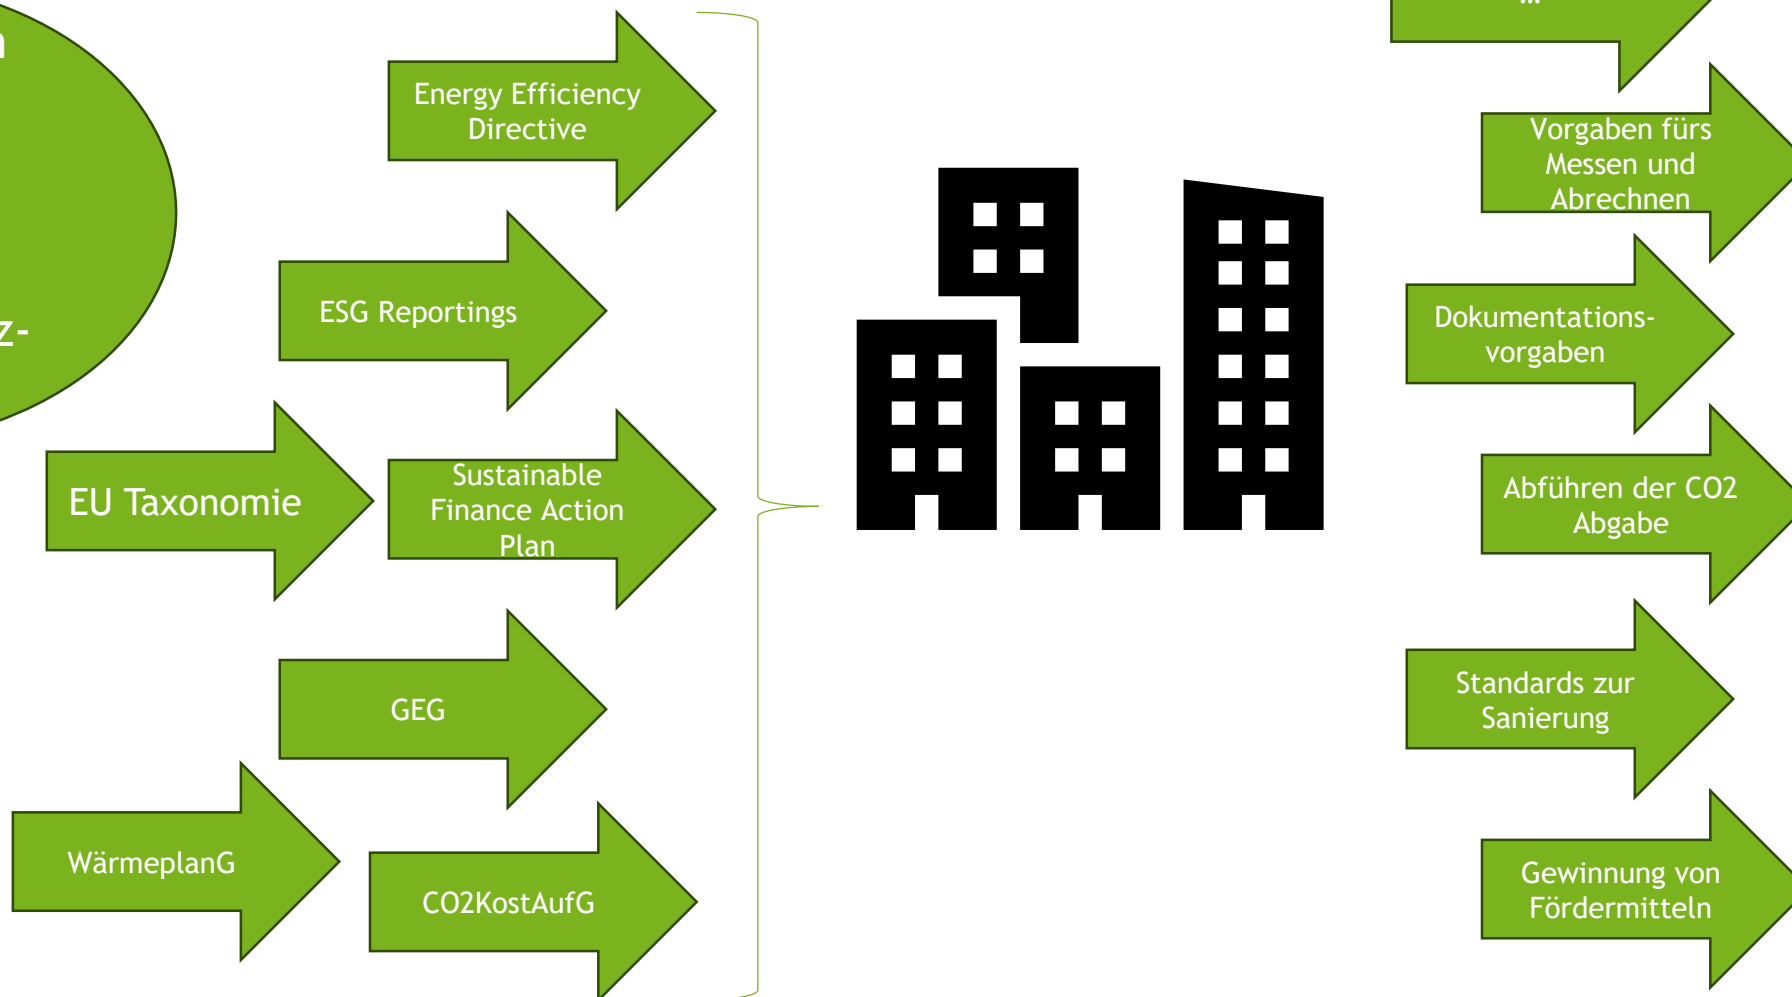 Energy Efficiency
Directive
ESG Reportings
EU Taxonomie
Sustainable
Finance Action
Plan
GEG
WärmeplanG
CO2KostAufG
z-
...
Vorgaben fürs
Messen und
Abrechnen
Dokumentations-
vorgaben
Abführen der CO2
Abgabe
Standards zur
Sanierung
Gewinnung von
Fördermitteln